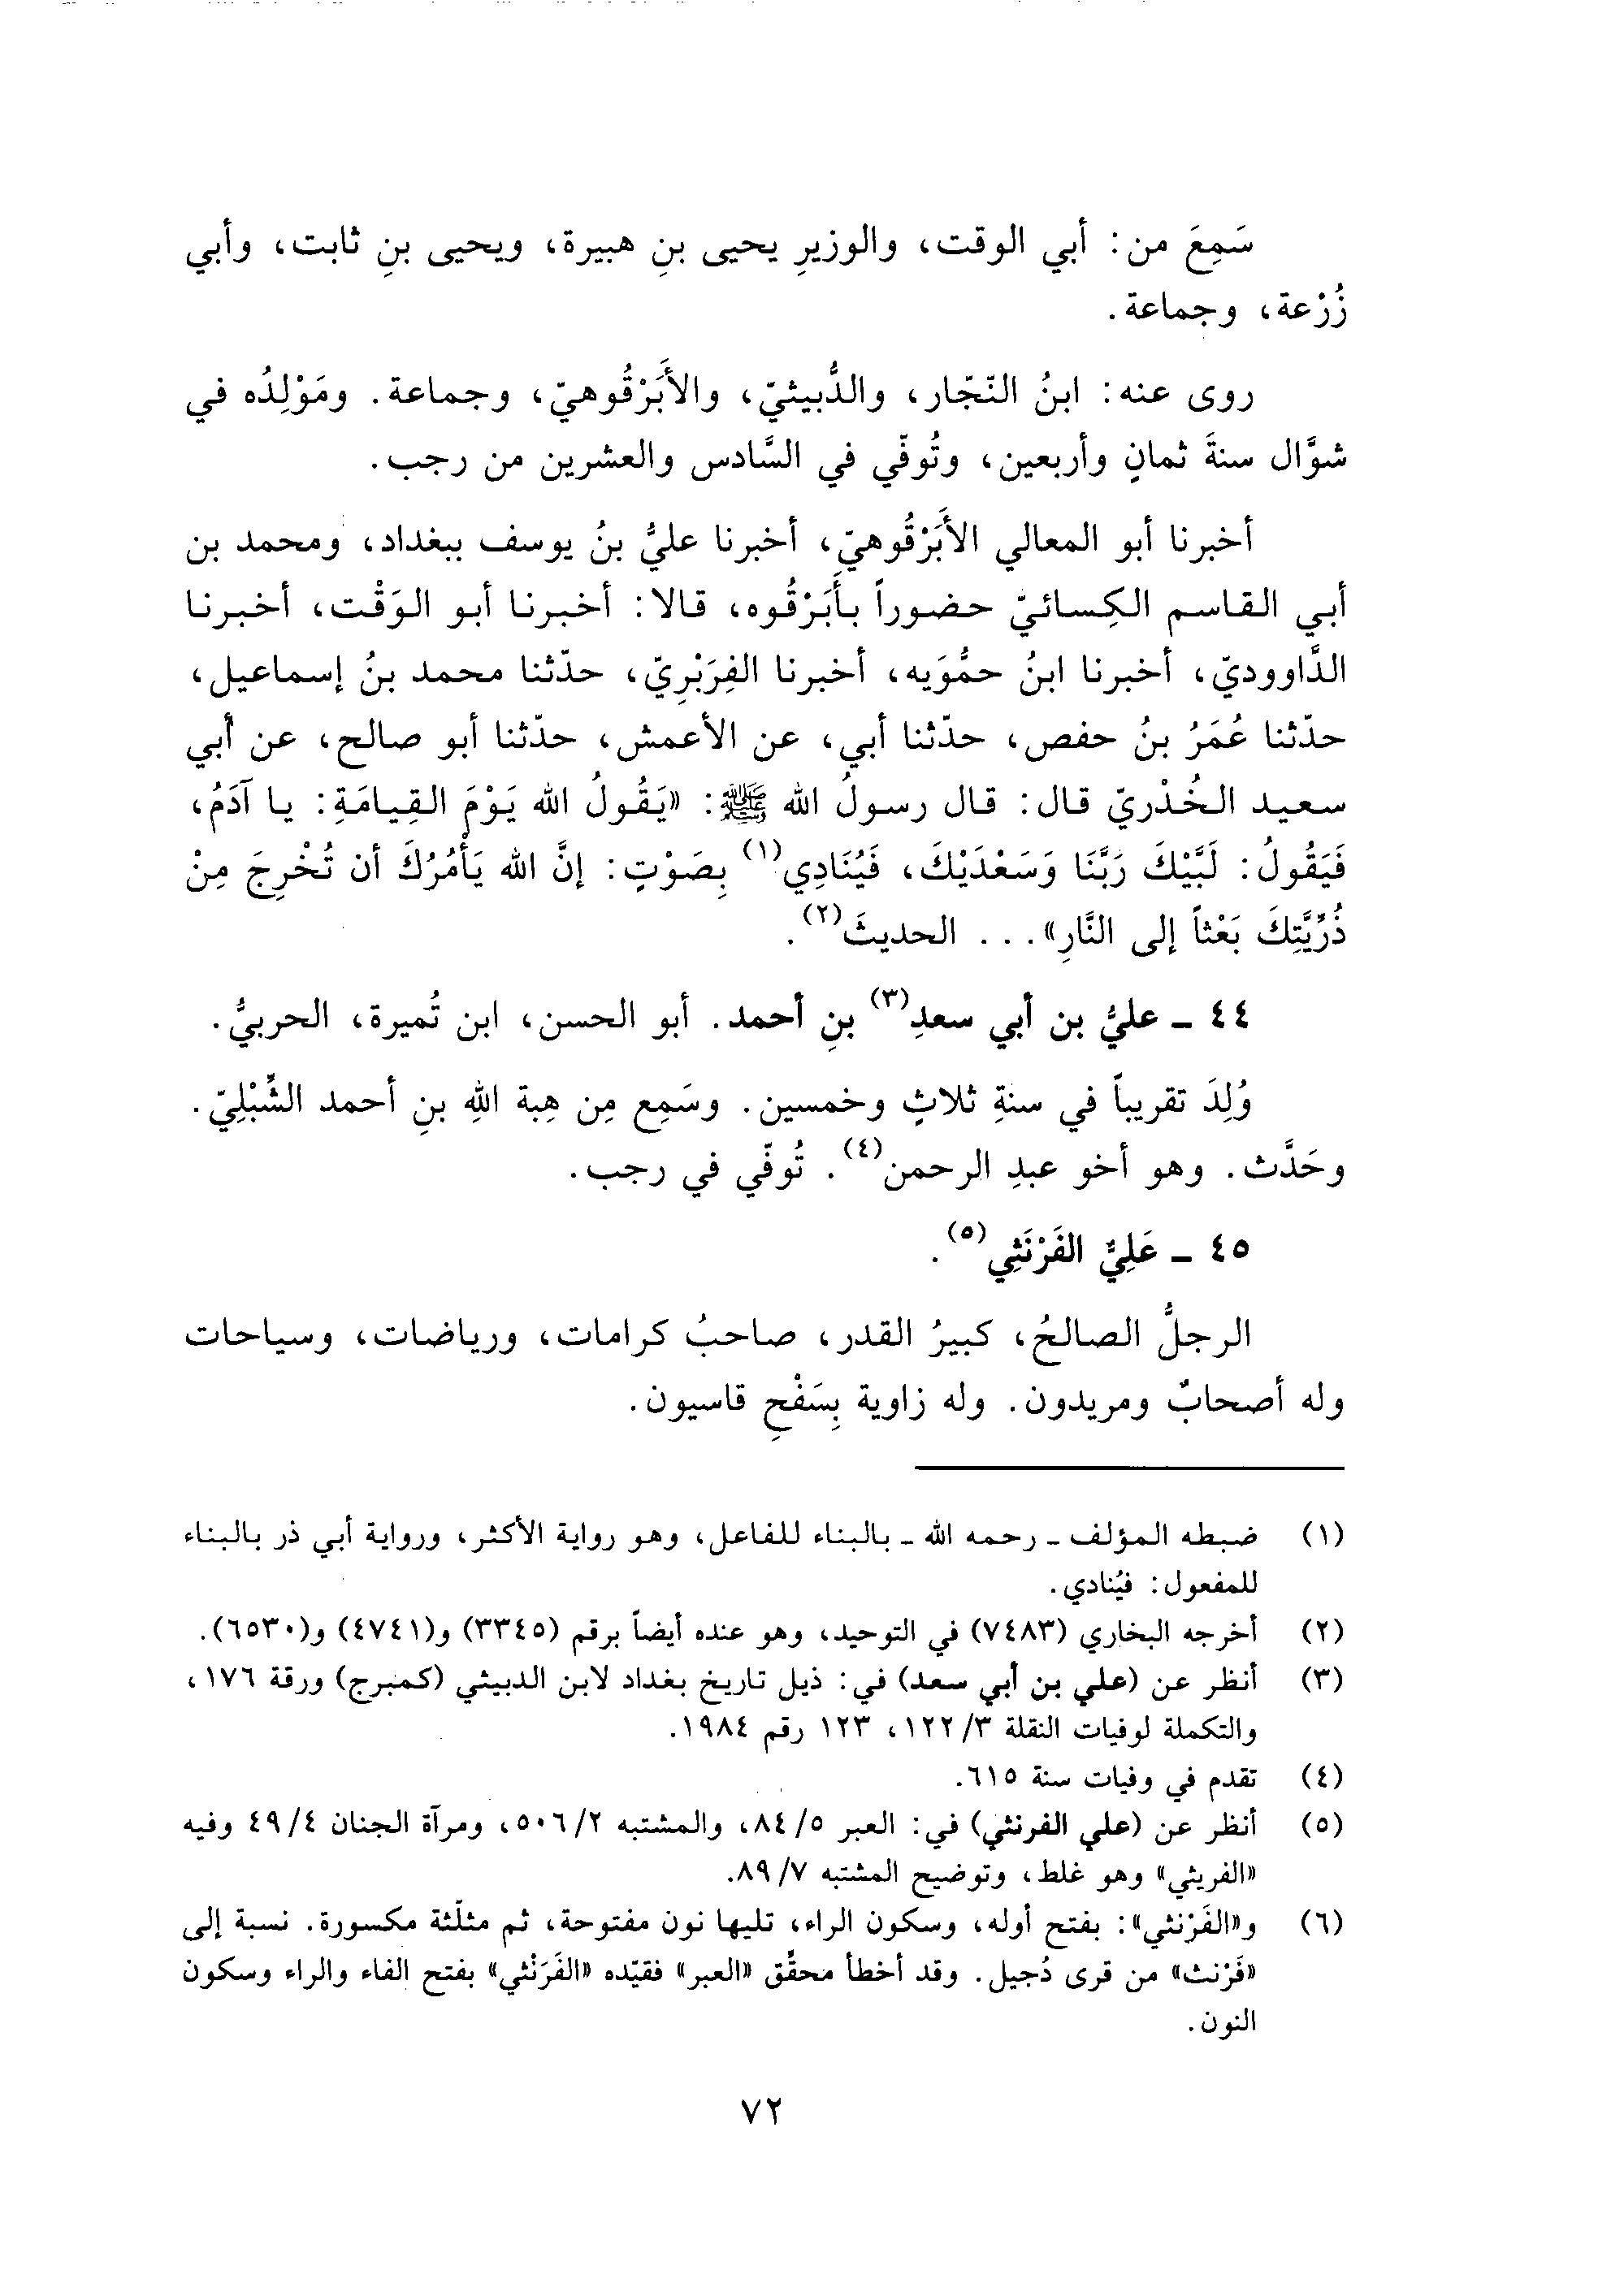 سَمِعَ من: أبي الوقت، والوزيرِ يحيى بنِ هبيرة، ويحيى بنِ ثابت، وأبي
زُرْعة، وجماعة.
روى عنه: ابنُ النّجّار، والدُّبيثيّ، والأَبَرْقُوهيّ، وجماعة. ومَوْلِدُه في
شوَّال سنةَ ثمانٍ وأربعين، وتُوفّي في السَّادس والعشرين من رجب.
أخبرنا أبو المعالي الأَبَرْقُوهيّ، أخبرنا عليُّ بنُ يوسف ببغداد، ومحمد بن
أبي القاسم الكِسائيّ حضوراً بأَبَرْقُوه، قالا: أخبرنا أبو الوَقْت، أخبرنا
الدَّاووديّ، أخبرنا ابنُ حمُّوَيه، أخبرنا الفِرَبْرِيّ، حدّثنا محمد بنُ إسماعيل،
حدّثنا عُمَرُ بنُ حفص، حدّثنا أبي، عن الأعمش، حدّثنا أبو صالح، عن أبي
سعيد الخُدْريّ قال: قال رسولُ الله ﷺ: «يَقُولُ الله يَوْمَ القِيامَةِ: يا آدَمُ،
فَيَقُولُ: لَبَّيْكَ رَبَّنَا وَسَعْدَيْكَ، فَيُنَادِي(١) بِصَوْتٍ: إنَّ الله يَأْمُرُكَ أن تُخْرِجَ مِنْ
ذُرِّيَّتِكَ بَعْثاً إلى النَّارِ»... الحديثَ(٢).
٤٤ ـ عليُّ بن أبي سعدِ(٣) بنِ أحمد. أبو الحسن، ابن تُميرة، الحربيُّ.
وُلِدَ تقريباً في سنةِ ثلاثٍ وخمسين. وسَمِع مِن هِبة اللهِ بنِ أحمد الشِّبْلِيّ.
وحَدَّث. وهو أخو عبدِ الرحمن(٤). تُوفّي في رجب.
٤٥ ـ عَلِيٌّ الفَرْنَثِي(٥).
الرجلُّ الصالحُ، كبيرُ القدر، صاحبُ كرامات، ورياضات، وسياحات
وله أصحابٌ ومريدون. وله زاوية بِسَفْحِ قاسيون.
(١) ضبطه المؤلف ـ رحمه الله ـ بالبناء للفاعل، وهو رواية الأكثر، ورواية أبي ذر بالبناء
للمفعول: فيُنادي.
(٢) أخرجه البخاري (٧٤٨٣) في التوحيد، وهو عنده أيضاً برقم (٣٣٤٥) و(٤٧٤١) و(٦٥٣٠).
(٣) أنظر عن (علي بن أبي سعد) في: ذيل تاريخ بغداد لابن الدبيثي (كمبرج) ورقة ١٧٦،
والتكملة لوفيات النقلة ٣/ ١٢٢، ١٢٣ رقم ١٩٨٤.
(٤) تقدم في وفيات سنة ٦١٥.
(٥) أنظر عن (علي الفرنثي) في: العبر ٥/ ٨٤، والمشتبه ٢/ ٥٠٦، ومرآة الجنان ٤/ ٤٩ وفيه
«الفريثي» وهو غلط، وتوضيح المشتبه ٧/ ٨٩.
(٦) و«الفَرْنثي»: بفتح أوله، وسكون الراء، تليها نون مفتوحة، ثم مثلّثة مكسورة. نسبة إلى
«فَرْنث» من قرى دُجيل. وقد أخطأ محقّق «العبر» فقيّده «الفَرَنْثي» بفتح الفاء والراء وسكون
النون.
٧٢